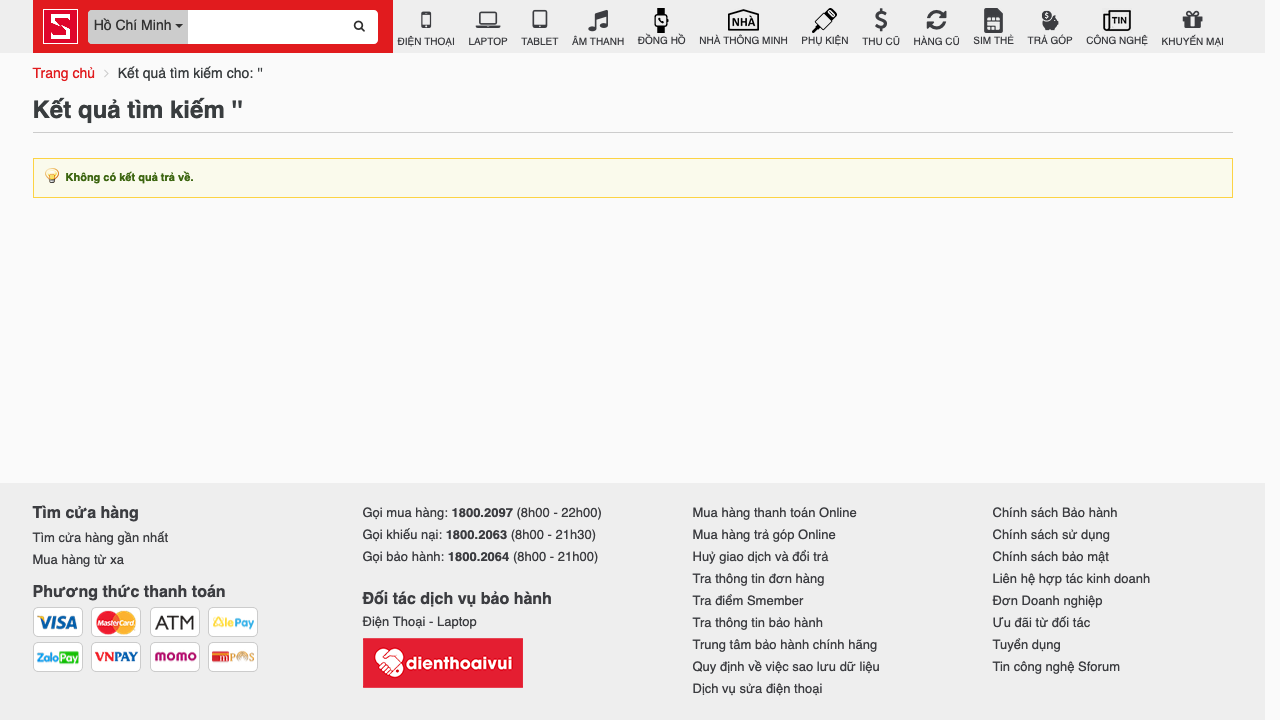 S
Hồ Chí Minh
ĐIỆN THOẠI
LAPTOP
TABLET
ÂM THANH
ĐỒNG HỒ
NHÀ
NHÀ THÔNG MINH
PHỤ KIỆN
THU CŨ
HÀNG CŨ
SIM THẺ
TRẢ GÓP
TIN
CÔNG NGHỆ
KHUYẾN MẠI
Trang chủ › Kết quả tìm kiếm cho: ''
Kết quả tìm kiếm ''
Không có kết quả trả về.
Tìm cửa hàng
Tìm cửa hàng gần nhất
Mua hàng từ xa
Phương thức thanh toán
VISA MasterCard ATM AlePay
ZaloPay VNPAY momo mPOS
Gọi mua hàng: 1800.2097 (8h00 - 22h00)
Gọi khiếu nại: 1800.2063 (8h00 - 21h30)
Gọi bảo hành: 1800.2064 (8h00 - 21h00)
Đối tác dịch vụ bảo hành
Điện Thoại - Laptop
dienthoaivui
Mua hàng thanh toán Online
Mua hàng trả góp Online
Huỷ giao dịch và đổi trả
Tra thông tin đơn hàng
Tra điểm Smember
Tra thông tin bảo hành
Trung tâm bảo hành chính hãng
Quy định về việc sao lưu dữ liệu
Dịch vụ sửa điện thoại
Chính sách Bảo hành
Chính sách sử dụng
Chính sách bảo mật
Liên hệ hợp tác kinh doanh
Đơn Doanh nghiệp
Ưu đãi từ đối tác
Tuyển dụng
Tin công nghệ Sforum